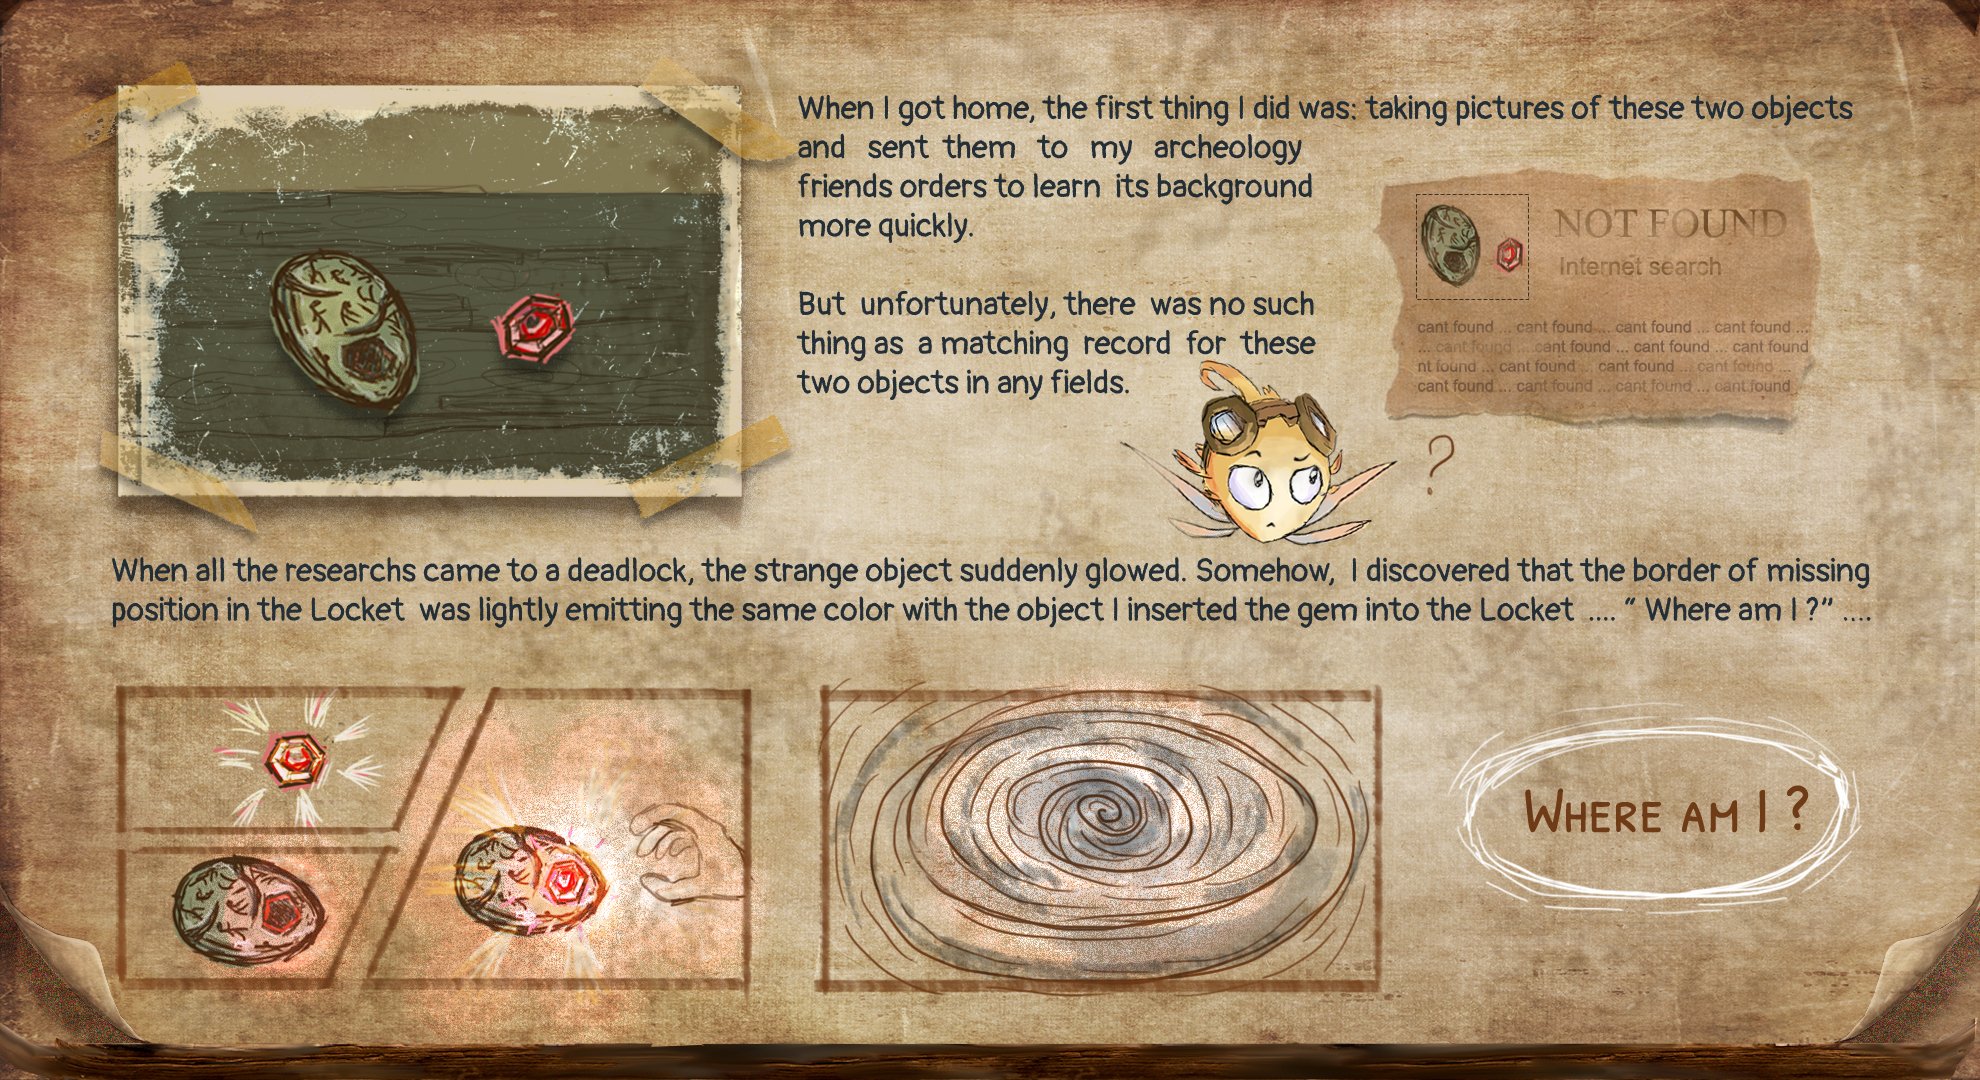 When I got home, the first thing I did was: taking pictures of these two objects
and sent them to my archeology
friends orders to learn its background
more quickly.
But unfortunately, there was no such
thing as a matching record for these
two objects in any fields.
NOT FOUND
Internet search
cant found ... cant found ... cant found ... cant found ...
... cant found ... cant found ... cant found ... cant found
nt found ... cant found ... cant found ... cant found ...
cant found ... cant found ... cant found ... cant found
?
When all the researchs came to a deadlock, the strange object suddenly glowed. Somehow, I discovered that the border of missing
position in the Locket was lightly emitting the same color with the object I inserted the gem into the Locket .... “ Where am I ?” ....
WHERE AM I ?